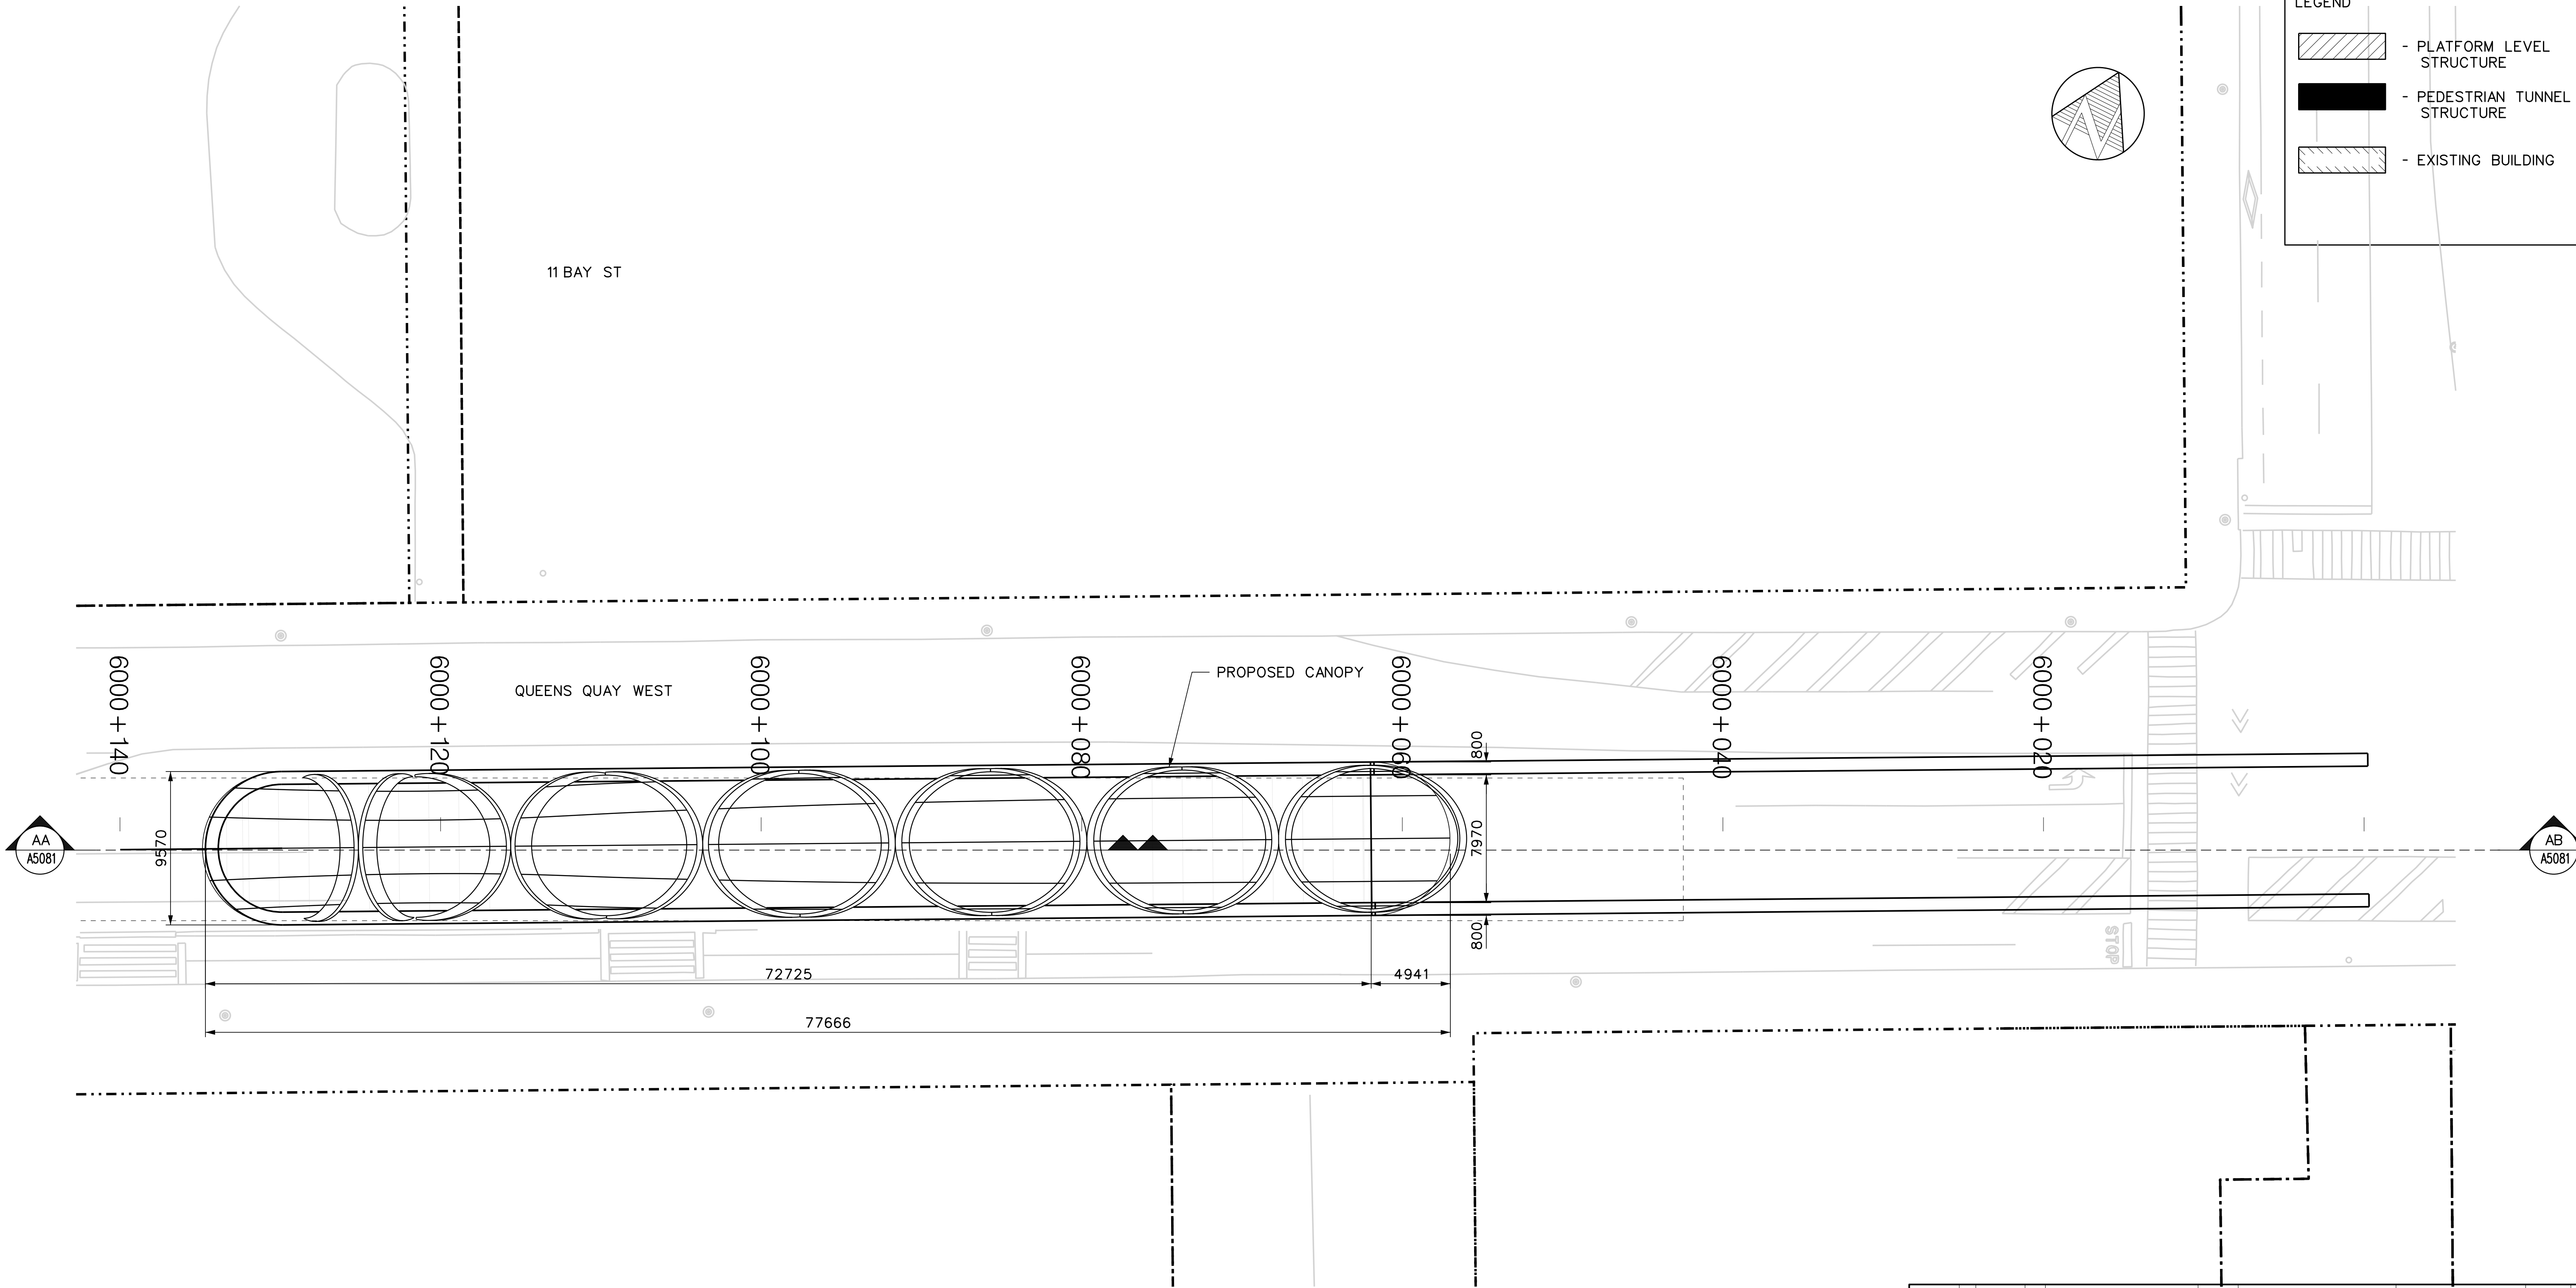 LEGEND
- PLATFORM LEVEL
STRUCTURE
- PEDESTRIAN TUNNEL
STRUCTURE
- EXISTING BUILDING
N
11 BAY ST
QUEENS QUAY WEST
PROPOSED CANOPY
6000+140
6000+120
6000+100
6000+080
6000+060
6000+040
6000+020
800
7970
800
9570
AA
A5081
AB
A5081
STOP
72725
4941
77666